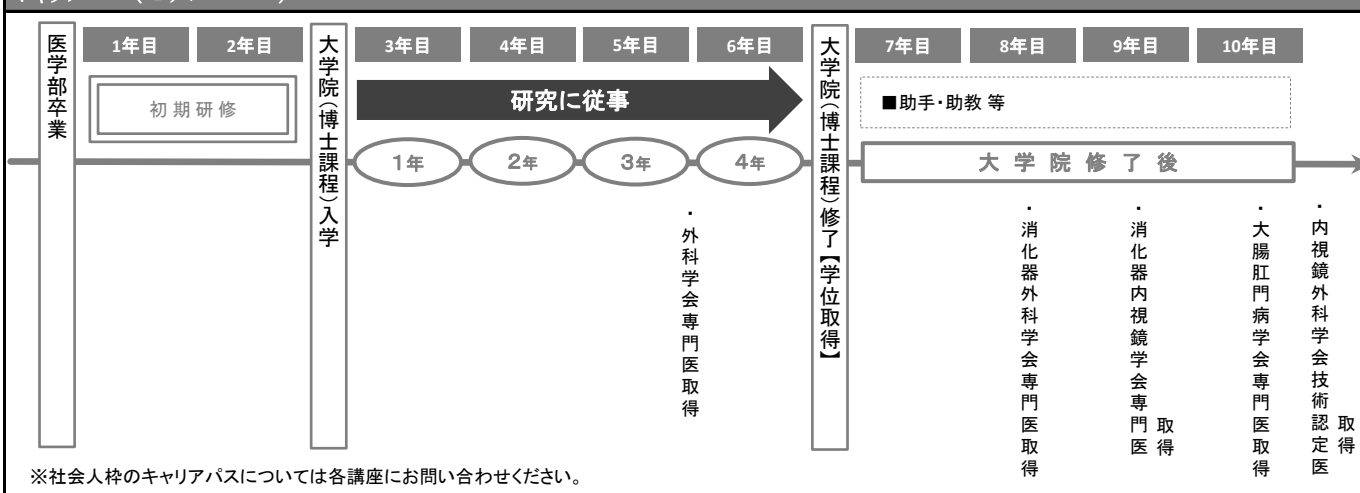 医学部卒業
1年目
2年目
初期研修
大学院(博士課程)入学
3年目
4年目
5年目
6年目
研究に従事
1年
2年
3年
4年
・外科学会専門医取得
大学院(博士課程)修了【学位取得】
7年目
8年目
9年目
10年目
■助手・助教 等
大学院修了後
・消化器外科学会専門医取得
・消化器内視鏡学会専門医
取得
・大腸肛門病学会専門医取得
・内視鏡外科学会技術認定医
取得
※社会人枠のキャリアパスについては各講座にお問い合わせください。